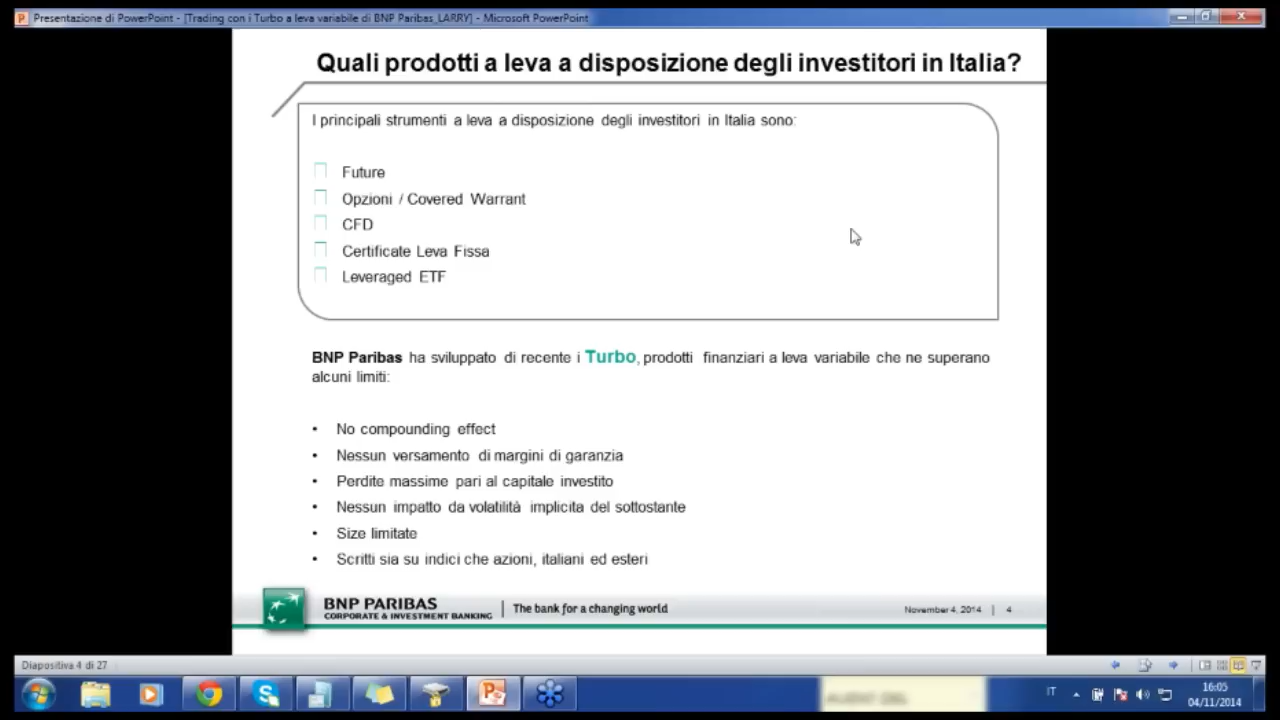 Presentazione di PowerPoint - [Trading con i Turbo a leva variabile di BNP Paribas_LARRY] - Microsoft PowerPoint
Quali prodotti a leva a disposizione degli investitori in Italia?
I principali strumenti a leva a disposizione degli investitori in Italia sono:
Future
Opzioni / Covered Warrant
CFD
Certificate Leva Fissa
Leveraged ETF
BNP Paribas ha sviluppato di recente i Turbo, prodotti finanziari a leva variabile che ne superano
alcuni limiti:
• No compounding effect
• Nessun versamento di margini di garanzia
• Perdite massime pari al capitale investito
• Nessun impatto da volatilità implicita del sottostante
• Size limitate
• Scritti sia su indici che azioni, italiani ed esteri
BNP PARIBAS
CORPORATE & INVESTMENT BANKING
The bank for a changing world
November 4, 2014 | 4
Diapositiva 4 di 27
IT
16:05
04/11/2014